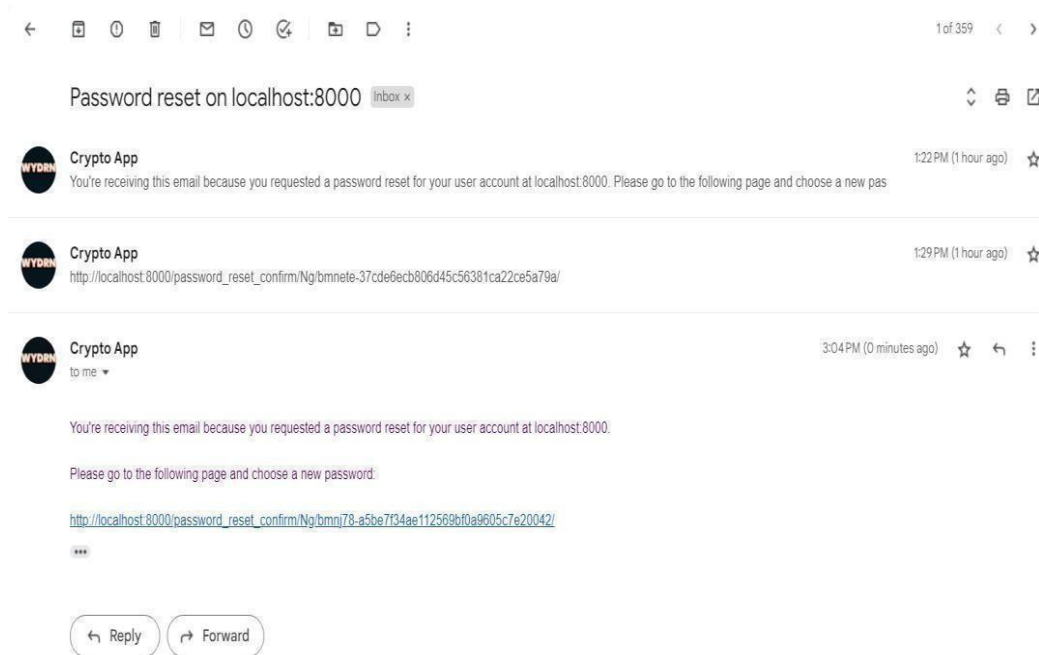 1 of 359
Password reset on localhost:8000 Inbox x
WYDRN
Crypto App
1:22 PM (1 hour ago)
You're receiving this email because you requested a password reset for your user account at localhost:8000. Please go to the following page and choose a new pas
WYDRN
Crypto App
1:29 PM (1 hour ago)
http://localhost:8000/password_reset_confirm/Ng/bmnete-37cde6ecb806d45c56381ca22ce5a79a/
WYDRN
Crypto App
3:04 PM (0 minutes ago)
to me
You're receiving this email because you requested a password reset for your user account at localhost:8000.
Please go to the following page and choose a new password:
http://localhost:8000/password_reset_confirm/Ng/bmnj78-a5be7f34ae112569bf0a9605c7e20042/
Reply
Forward